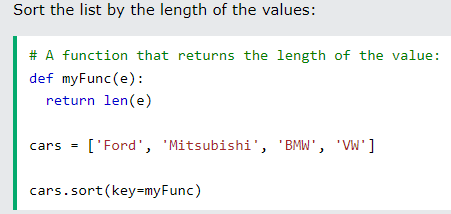 Sort the list by the length of the values:
# A function that returns the length of the value:
def myFunc(e):
  return len(e)
cars = ['Ford', 'Mitsubishi', 'BMW', 'VW']
cars.sort(key=myFunc)